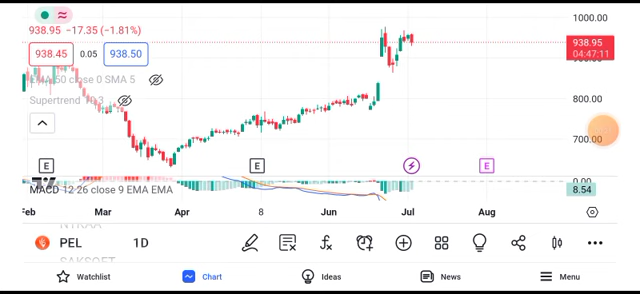 1000.00
938.95 −17.35 (−1.81%)
938.45 0.05 938.50
938.95
04:47:11
EMA 50 close 0 SMA 5
800.00
Supertrend 10 3
700.00
E E E
0.00
MACD 12 26 close 9 EMA EMA
8.54
Feb Mar Apr 8 Jun Jul Aug
PEL 1D
Watchlist Chart Ideas News Menu